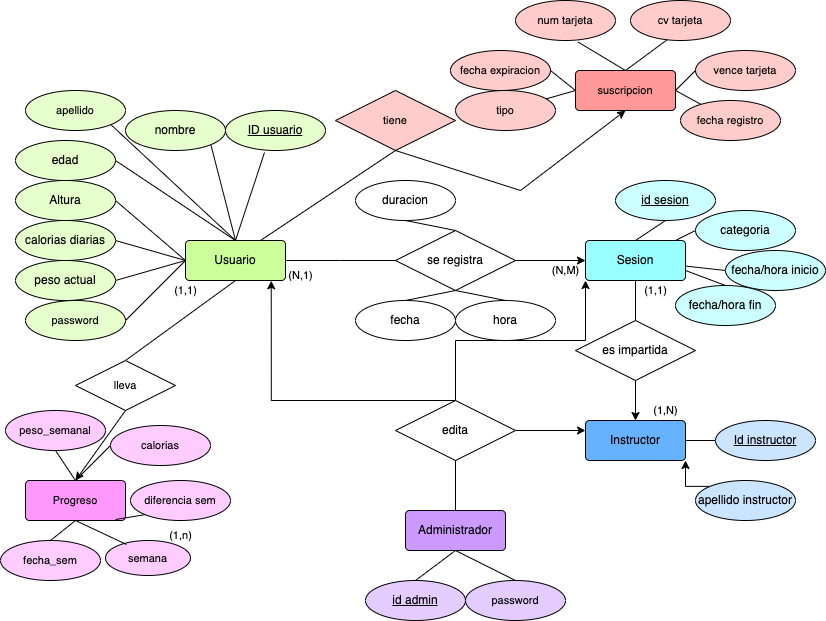 num tarjeta
cv tarjeta
fecha expiracion
suscripcion
vence tarjeta
tipo
fecha registro
tiene
apellido
nombre
ID usuario
edad
Altura
calorias diarias
peso actual
password
Usuario
(1,1)
(N,1)
duracion
se registra
fecha
hora
(N,M)
id sesion
categoria
Sesion
fecha/hora inicio
fecha/hora fin
(1,1)
es impartida
(1,N)
lleva
peso_semanal
calorias
Progreso
diferencia sem
(1,n)
fecha_sem
semana
edita
Instructor
Id instructor
apellido instructor
Administrador
id admin
password